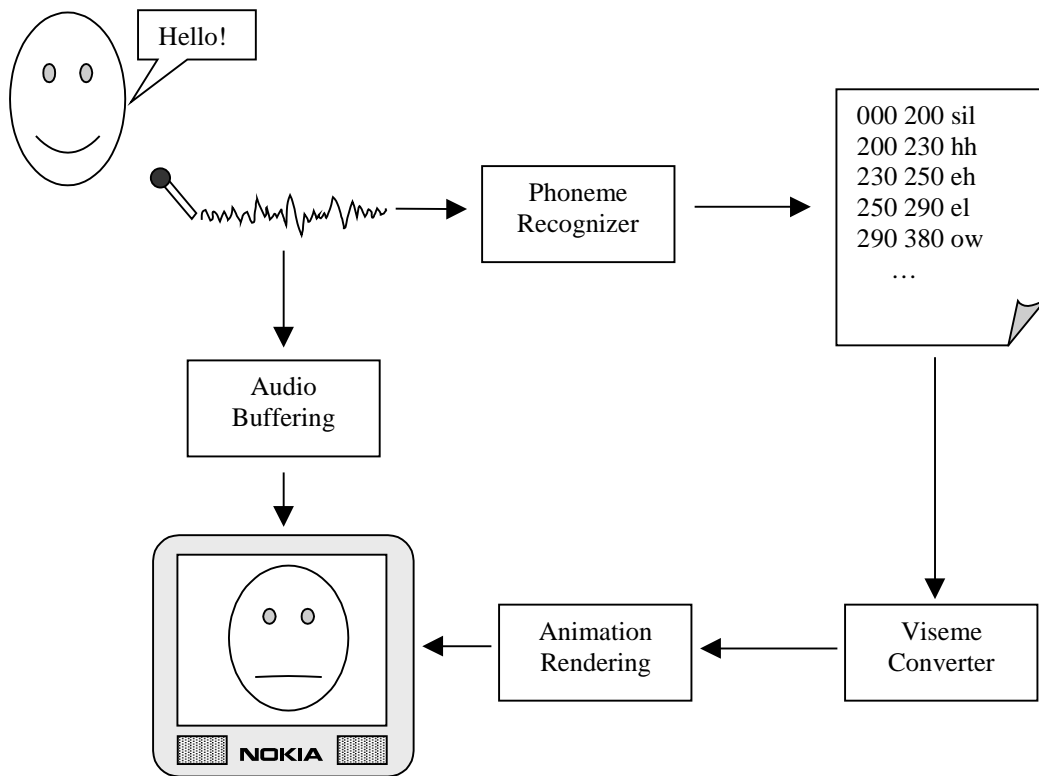 Hello!
000 200 sil
200 230 hh
230 250 eh
250 290 el
290 380 ow
…
Phoneme
Recognizer
Audio
Buffering
Animation
Rendering
Viseme
Converter
NOKIA